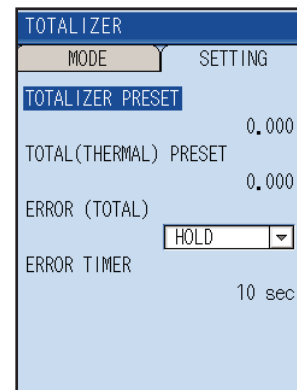 TOTALIZER
MODE SETTING
TOTALIZER PRESET
0.000
TOTAL(THERMAL) PRESET
0.000
ERROR (TOTAL)
HOLD
ERROR TIMER
10 sec